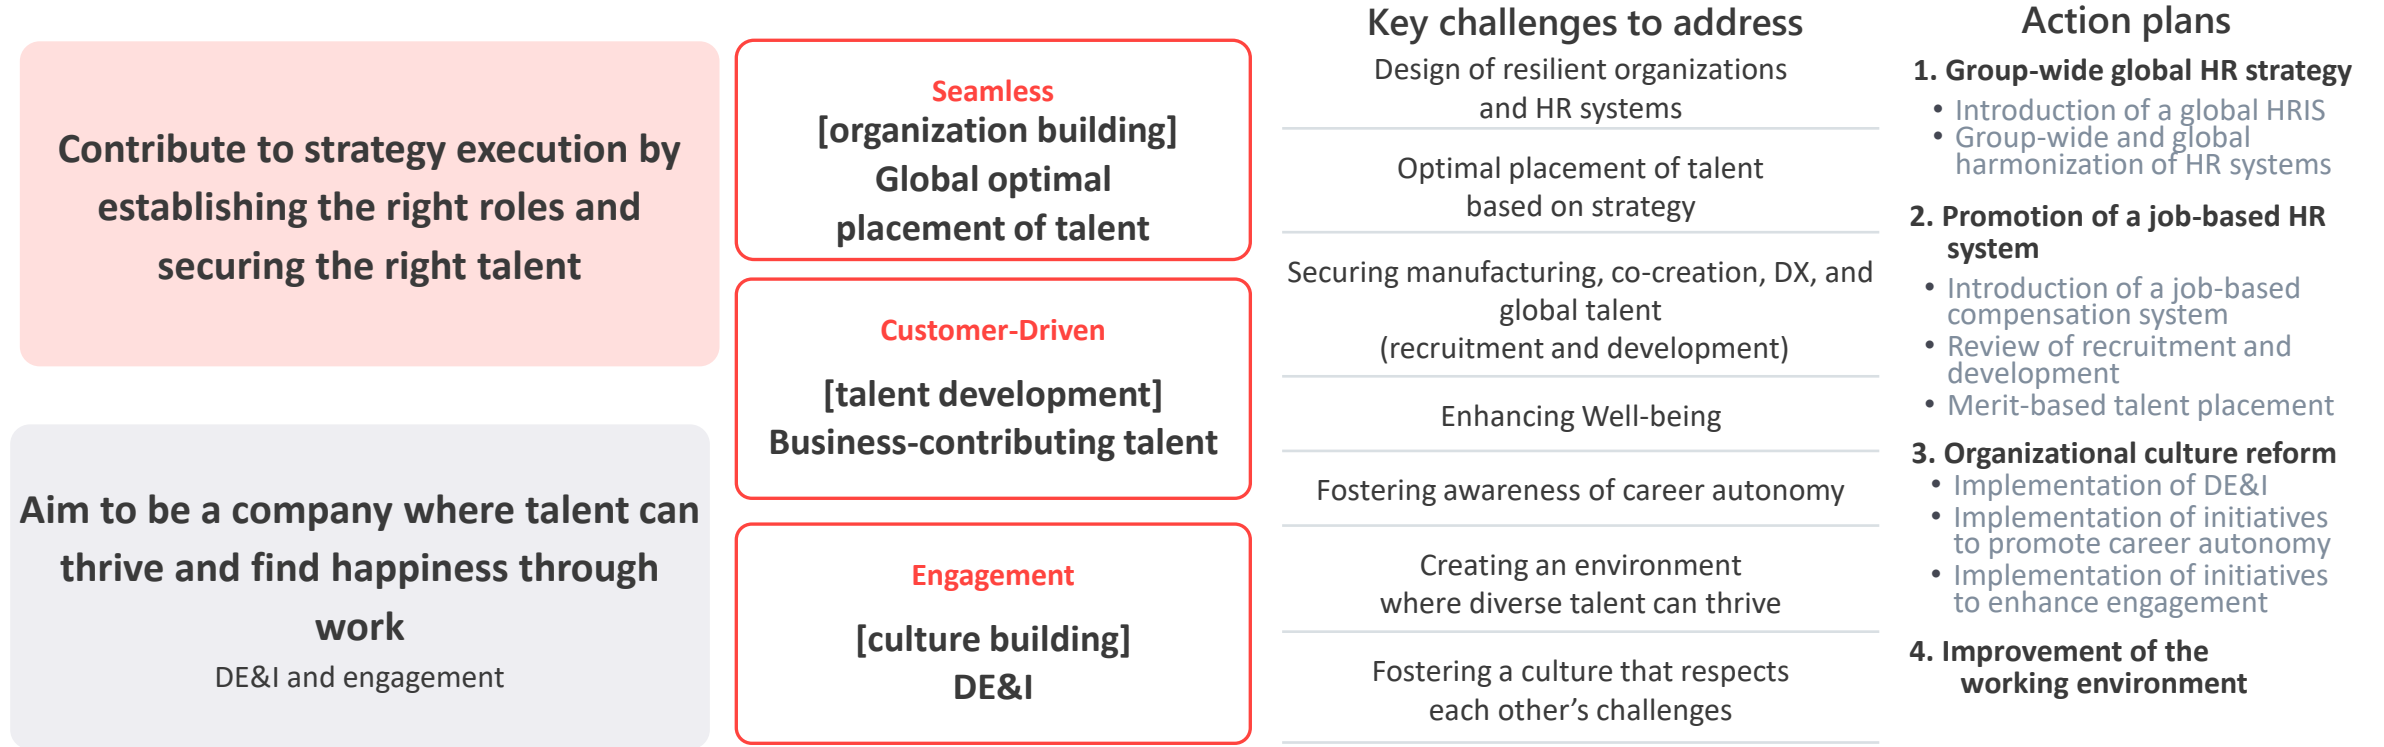 Contribute to strategy execution by
establishing the right roles and
securing the right talent
Aim to be a company where talent can
thrive and find happiness through
work
DE&I and engagement
Seamless
[organization building]
Global optimal
placement of talent
Customer-Driven
[talent development]
Business-contributing talent
Engagement
[culture building]
DE&I
Key challenges to address
Design of resilient organizations
and HR systems
Optimal placement of talent
based on strategy
Securing manufacturing, co-creation, DX, and
global talent
(recruitment and development)
Enhancing Well-being
Fostering awareness of career autonomy
Creating an environment
where diverse talent can thrive
Fostering a culture that respects
each other’s challenges
Action plans
1. Group-wide global HR strategy
• Introduction of a global HRIS
• Group-wide and global
harmonization of HR systems
2. Promotion of a job-based HR
system
• Introduction of a job-based
compensation system
• Review of recruitment and
development
• Merit-based talent placement
3. Organizational culture reform
• Implementation of DE&I
• Implementation of initiatives
to promote career autonomy
• Implementation of initiatives
to enhance engagement
4. Improvement of the
working environment